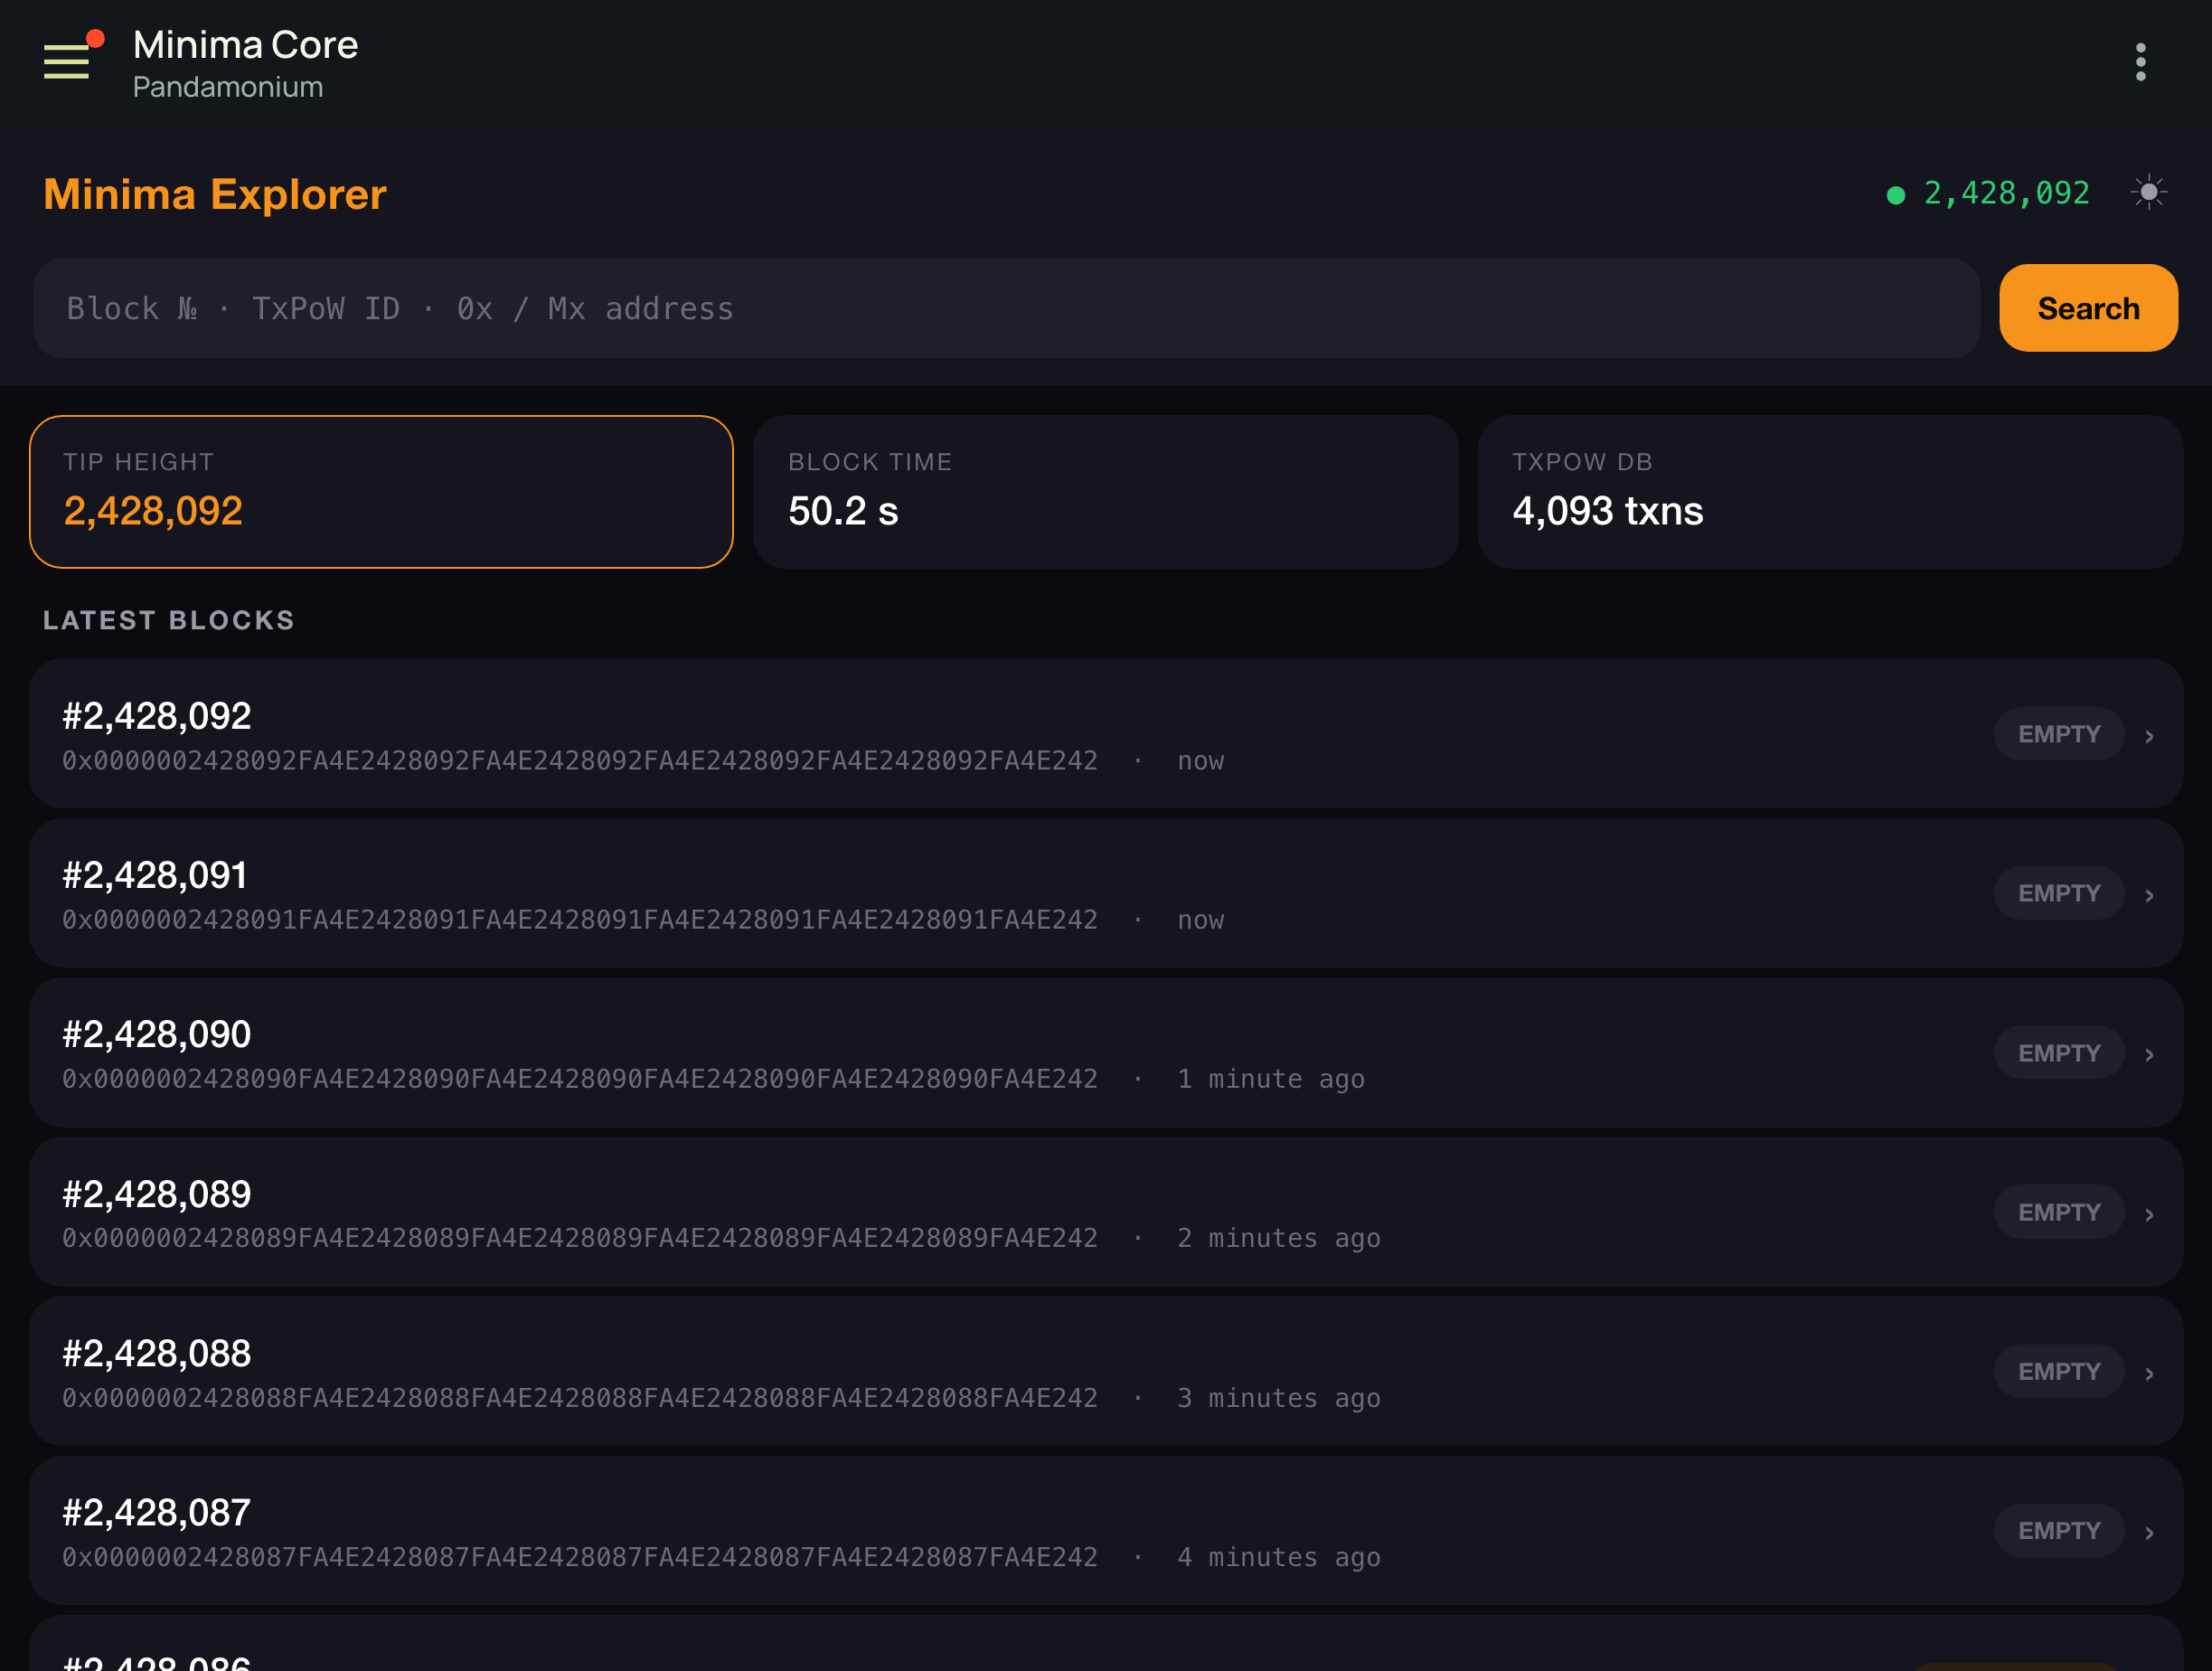 Minima Core
Pandamonium
Minima Explorer
2,428,092
Block № · TxPoW ID · 0x / Mx address
Search
TIP HEIGHT
2,428,092
BLOCK TIME
50.2 s
TXPOW DB
4,093 txns
LATEST BLOCKS
#2,428,092
0x0000002428092FA4E2428092FA4E2428092FA4E2428092FA4E2428092FA4E242 · now
EMPTY ›
#2,428,091
0x0000002428091FA4E2428091FA4E2428091FA4E2428091FA4E2428091FA4E242 · now
EMPTY ›
#2,428,090
0x0000002428090FA4E2428090FA4E2428090FA4E2428090FA4E2428090FA4E242 · 1 minute ago
EMPTY ›
#2,428,089
0x0000002428089FA4E2428089FA4E2428089FA4E2428089FA4E2428089FA4E242 · 2 minutes ago
EMPTY ›
#2,428,088
0x0000002428088FA4E2428088FA4E2428088FA4E2428088FA4E2428088FA4E242 · 3 minutes ago
EMPTY ›
#2,428,087
0x0000002428087FA4E2428087FA4E2428087FA4E2428087FA4E2428087FA4E242 · 4 minutes ago
EMPTY ›
#2,428,086